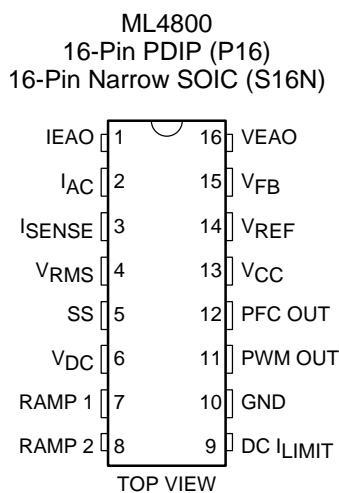 ML4800
16-Pin PDIP (P16)
16-Pin Narrow SOIC (S16N)
IEAO 1 16 VEAO
IAC 2 15 VFB
ISENSE 3 14 VREF
VRMS 4 13 VCC
SS 5 12 PFC OUT
VDC 6 11 PWM OUT
RAMP 1 7 10 GND
RAMP 2 8 9 DC ILIMIT
TOP VIEW